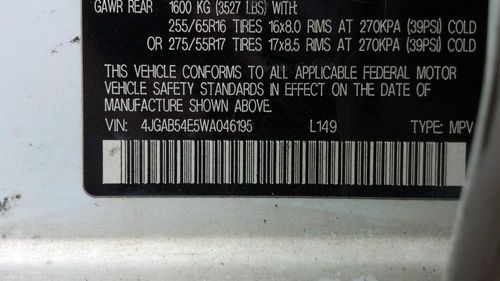 GAWR REAR 1600 KG (3527 LBS) WITH:
255/65R16 TIRES 16x8.0 RIMS AT 270KPA (39PSI) COLD
OR 275/55R17 TIRES 17x8.5 RIMS AT 270KPA (39PSI) COLD
THIS VEHICLE CONFORMS TO ALL APPLICABLE FEDERAL MOTOR
VEHICLE SAFETY STANDARDS IN EFFECT ON THE DATE OF
MANUFACTURE SHOWN ABOVE.
VIN: 4JGAB54E5WA046195 L149 TYPE: MPV